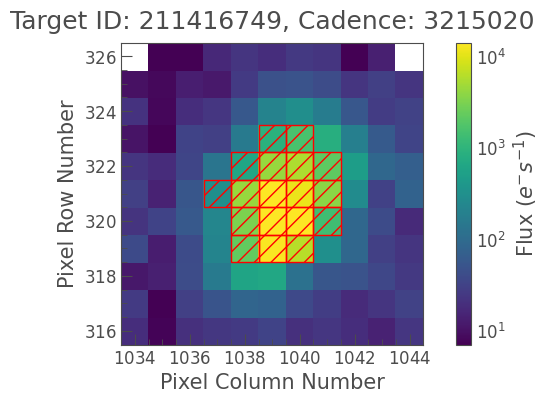 Target ID: 211416749, Cadence: 3215020
326
324
322
320
318
316
Pixel Row Number
1034 1036 1038 1040 1042 1044
Pixel Column Number
10⁴
10³
10²
10¹
Flux (e⁻s⁻¹)